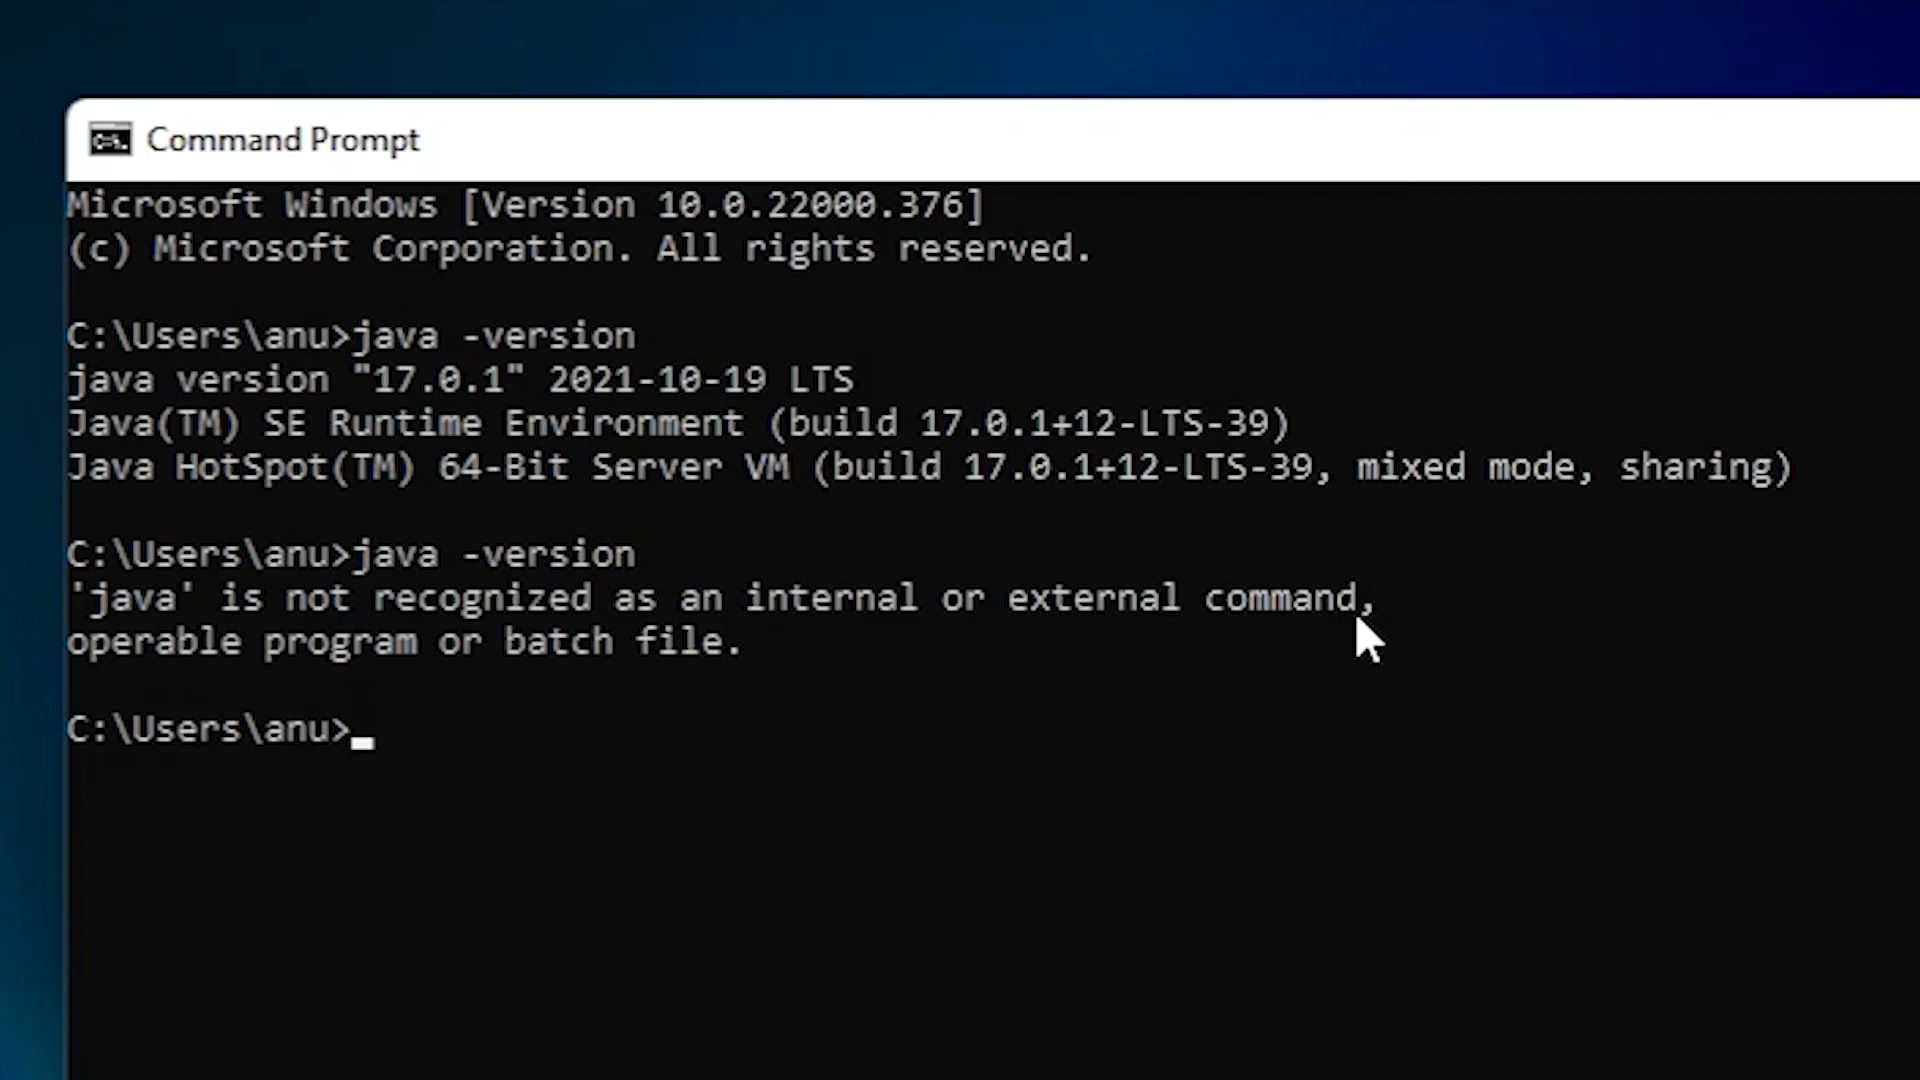 Command Prompt
Microsoft Windows [Version 10.0.22000.376]
(c) Microsoft Corporation. All rights reserved.
C:\Users\anu>java -version
java version "17.0.1" 2021-10-19 LTS
Java(TM) SE Runtime Environment (build 17.0.1+12-LTS-39)
Java HotSpot(TM) 64-Bit Server VM (build 17.0.1+12-LTS-39, mixed mode, sharing)
C:\Users\anu>java -version
'java' is not recognized as an internal or external command,
operable program or batch file.
C:\Users\anu>